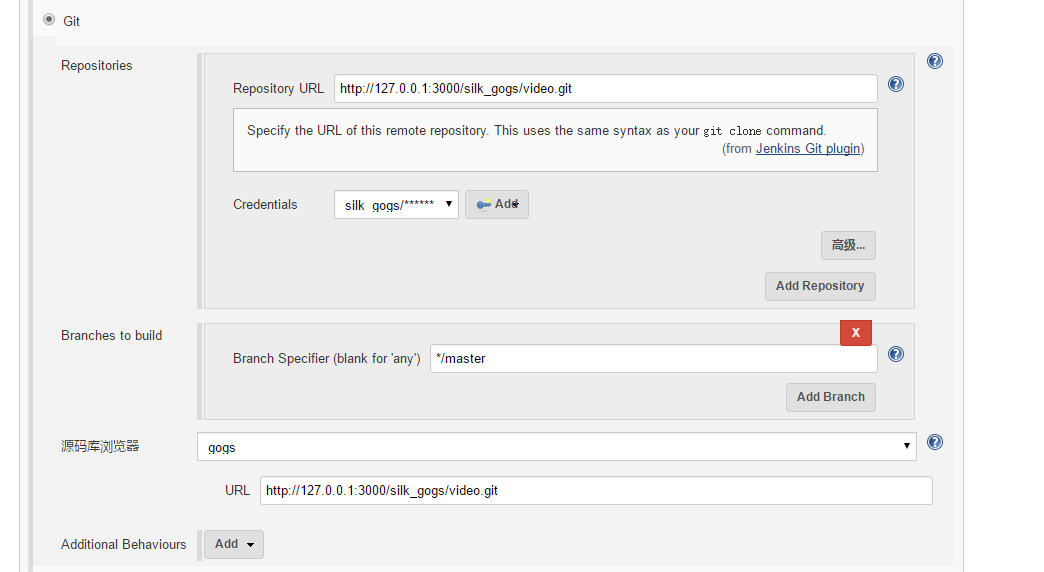 Git
Repositories
Repository URL http://127.0.0.1:3000/silk_gogs/video.git
Specify the URL of this remote repository. This uses the same syntax as your git clone command.
(from Jenkins Git plugin)
Credentials silk_gogs/****** Add
高级...
Add Repository
Branches to build
X
Branch Specifier (blank for 'any') */master
Add Branch
源码库浏览器 gogs
URL http://127.0.0.1:3000/silk_gogs/video.git
Additional Behaviours Add